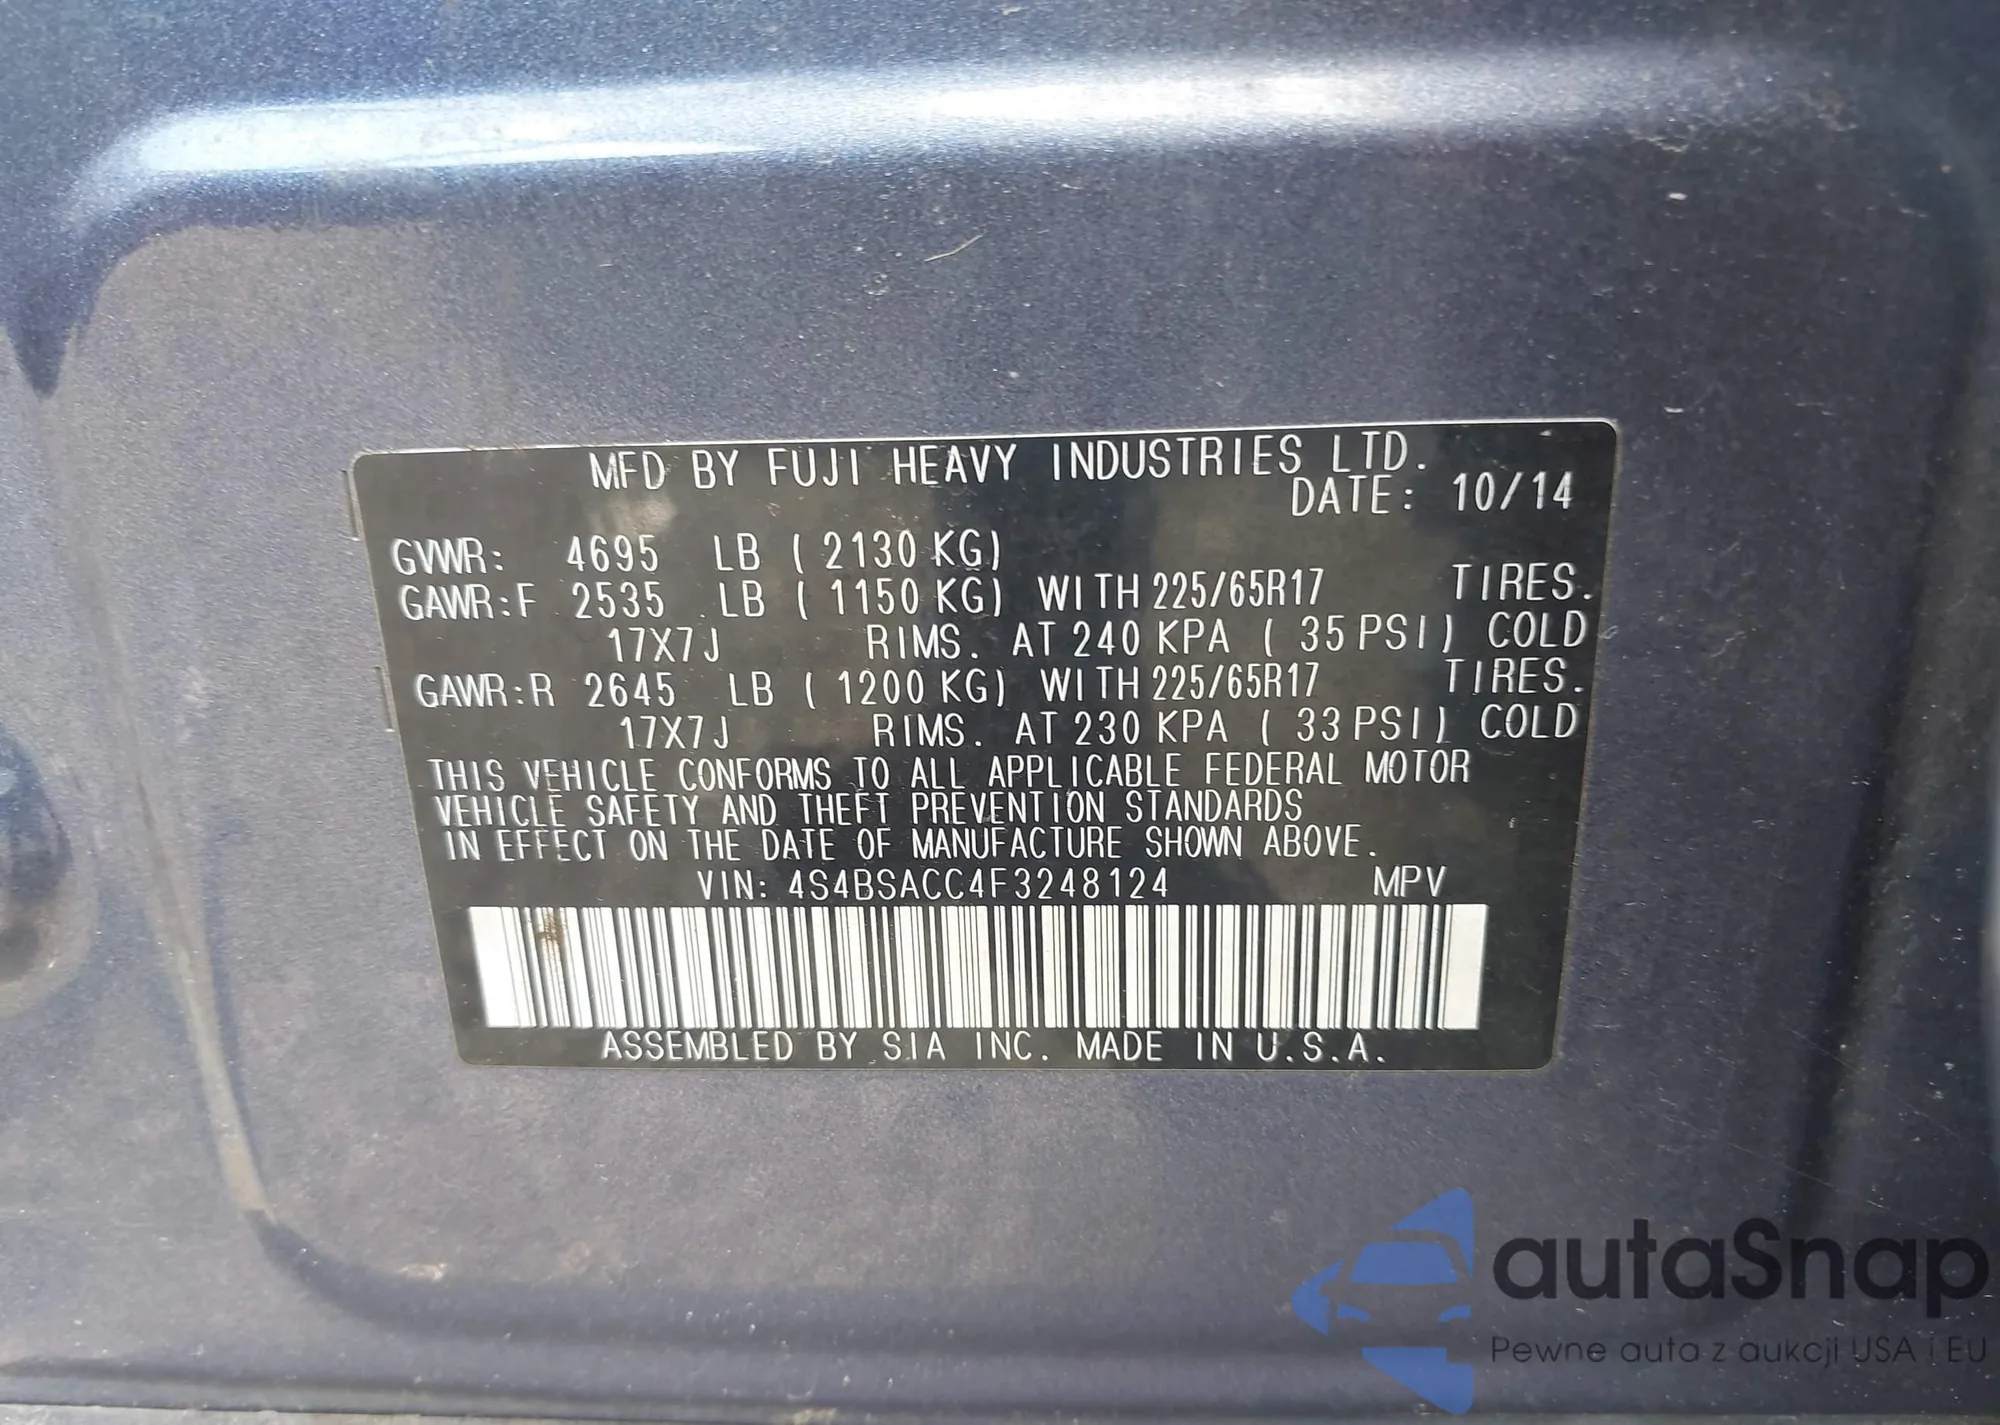 MFD BY FUJI HEAVY INDUSTRIES LTD.
DATE: 10/14
GVWR: 4695 LB ( 2130 KG)
GAWR:F 2535 LB ( 1150 KG) WITH 225/65R17 TIRES.
17X7J RIMS. AT 240 KPA ( 35 PSI) COLD
GAWR:R 2645 LB ( 1200 KG) WITH 225/65R17 TIRES.
17X7J RIMS. AT 230 KPA ( 33 PSI) COLD
THIS VEHICLE CONFORMS TO ALL APPLICABLE FEDERAL MOTOR
VEHICLE SAFETY AND THEFT PREVENTION STANDARDS
IN EFFECT ON THE DATE OF MANUFACTURE SHOWN ABOVE.
VIN: 4S4BSACC4F3248124 MPV
ASSEMBLED BY SIA INC. MADE IN U.S.A.
autaSnap
Pewne auta z aukcji USA i EU